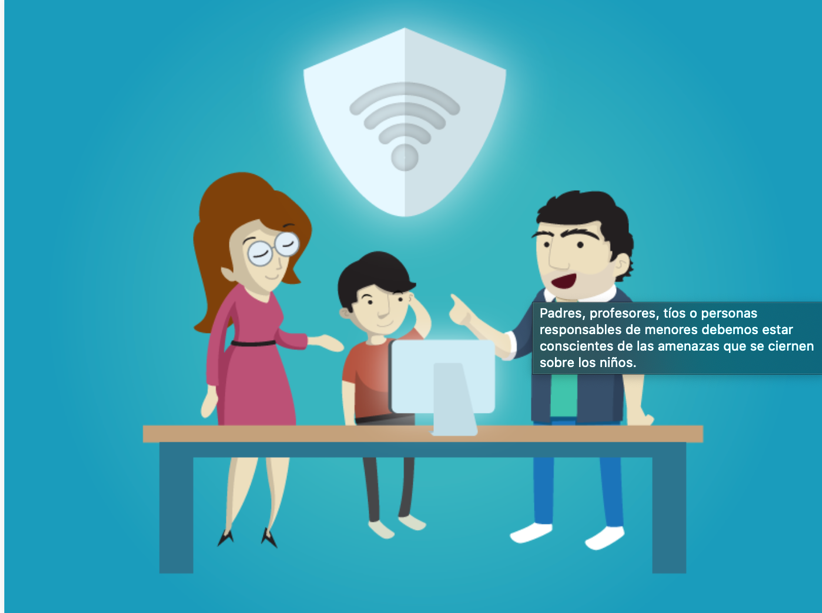 Padres, profesores, tíos o personas
responsables de menores debemos estar
conscientes de las amenazas que se ciernen
sobre los niños.